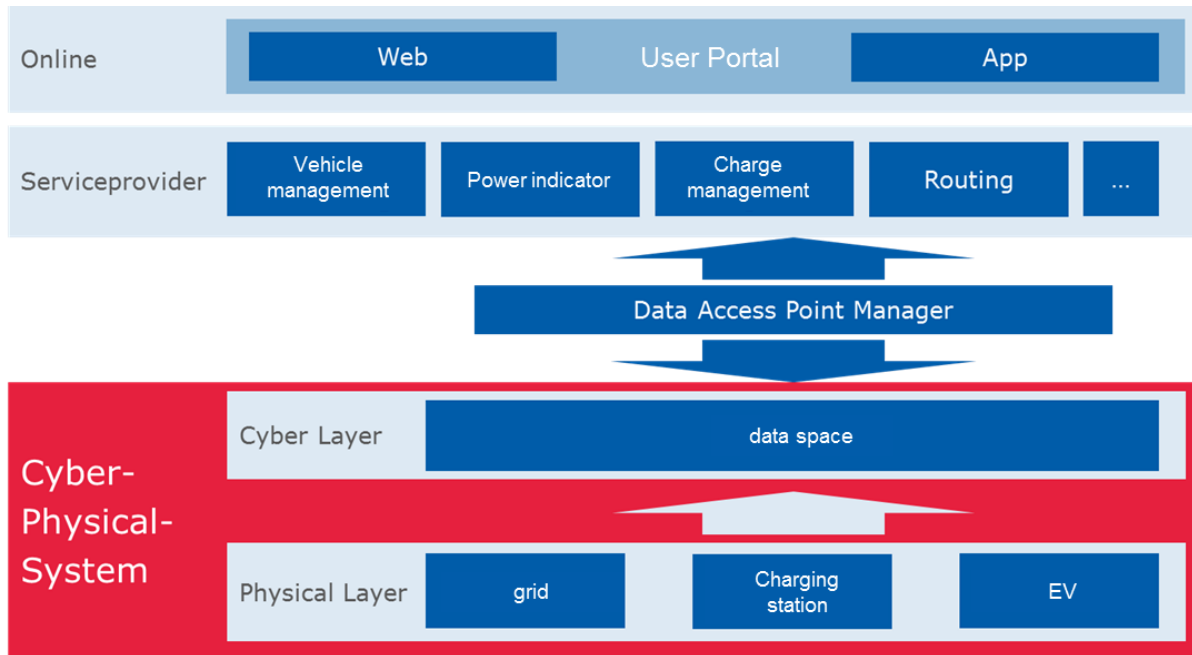 Online
Web
User Portal
App
Serviceprovider
Vehicle
management
Power indicator
Charge
management
Routing
...
Data Access Point Manager
Cyber-
Physical-
System
Cyber Layer
data space
Physical Layer
grid
Charging
station
EV